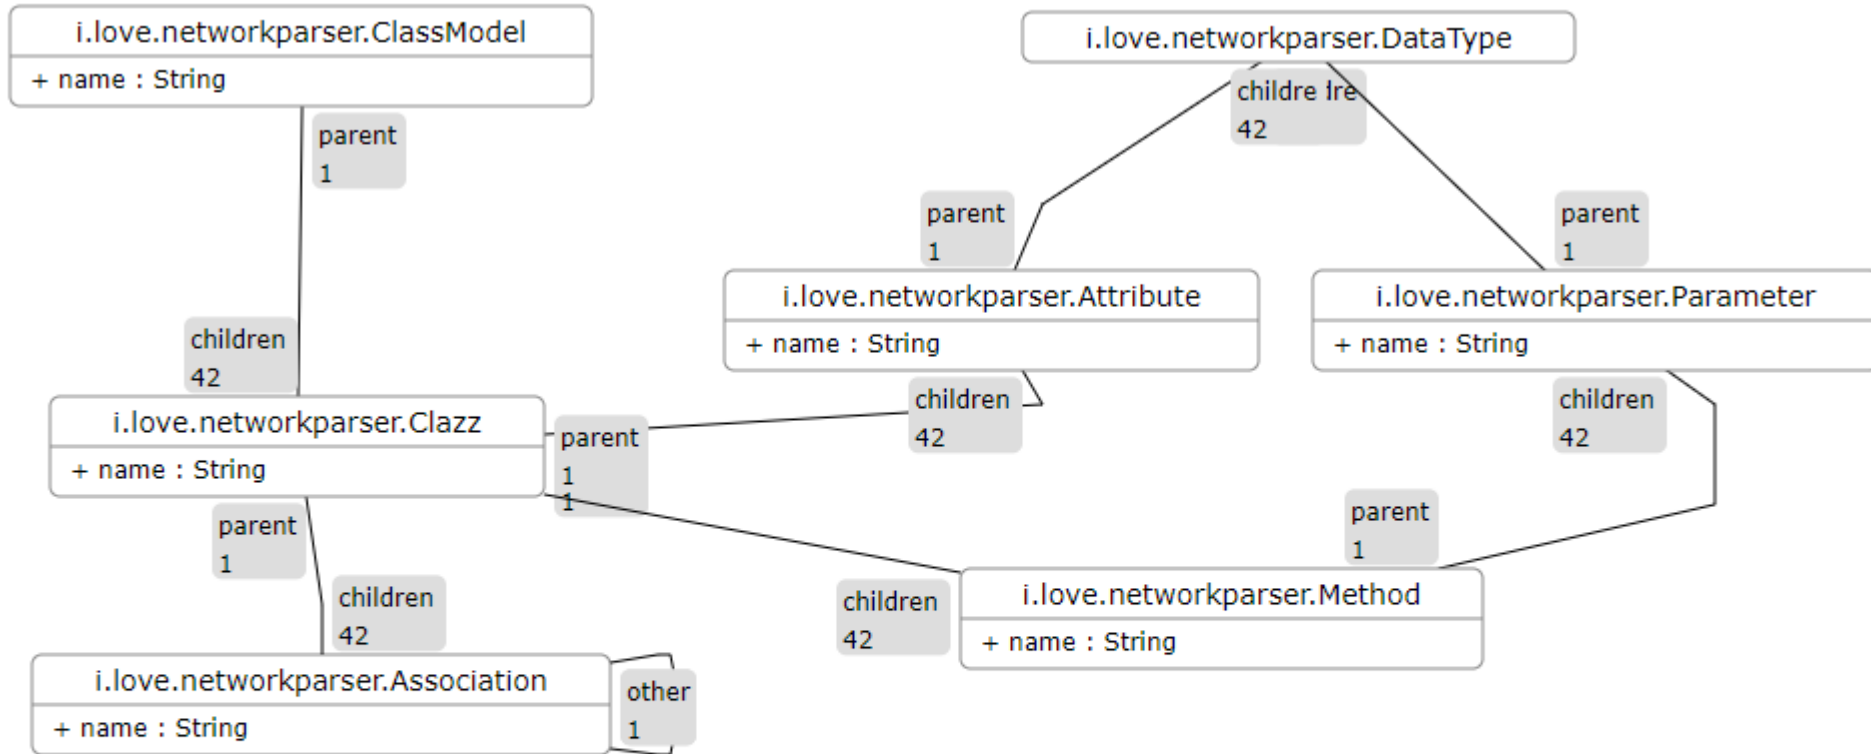 i.love.networkparser.ClassModel
+ name : String
parent
1
children
42
i.love.networkparser.DataType
childre
42
parent
1
parent
1
i.love.networkparser.Attribute
+ name : String
i.love.networkparser.Parameter
+ name : String
children
42
children
42
i.love.networkparser.Clazz
+ name : String
parent
1
1
parent
1
children
42
parent
1
children
42
i.love.networkparser.Method
+ name : String
i.love.networkparser.Association
+ name : String
other
1